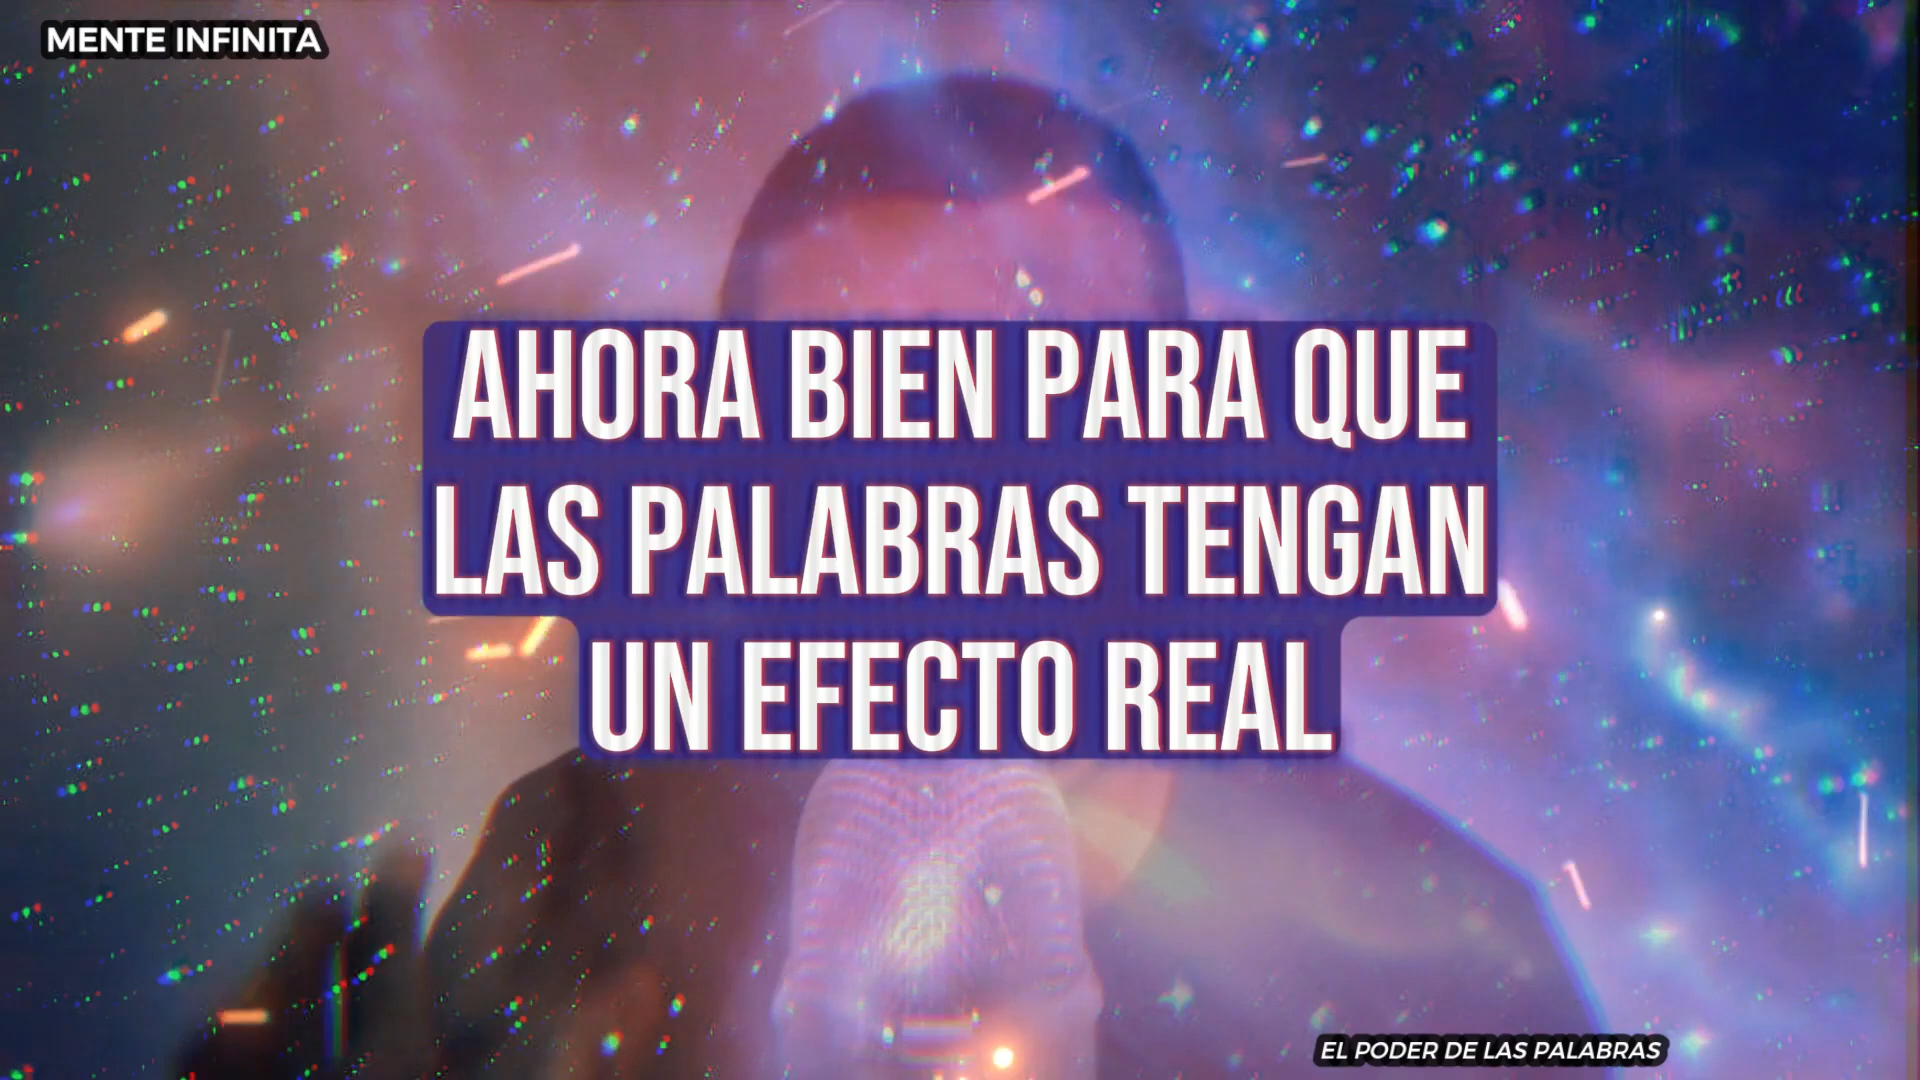 MENTE INFINITA
AHORA BIEN PARA QUE
LAS PALABRAS TENGAN
UN EFECTO REAL
EL PODER DE LAS PALABRAS